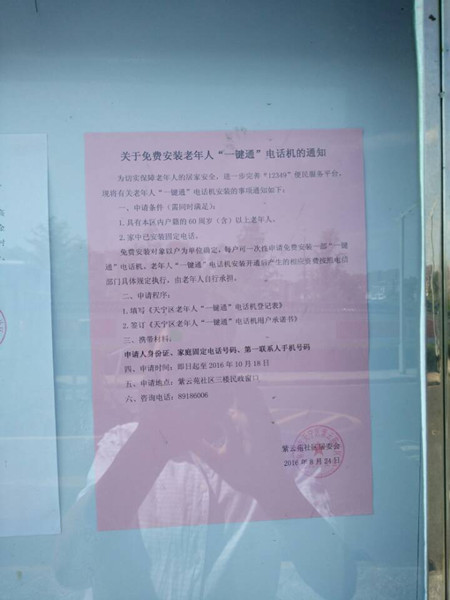 关于免费安装老年人“一键通”电话机的通知
为切实保障老年人的居家安全，进一步完善“12349”便民服务平台，
现将有关老年人“一键通”电话机安装的事项通知如下：
一、申请条件（需同时满足）：
1.具有本区内户籍的60周岁（含）以上老年人。
2.家中已安装固定电话。
免费安装对象以户为单位确定，每户可一次性申请免费安装一部“一键
通”电话机，老年人“一键通”电话机安装开通后产生的相应资费按照电信
部门具体规定执行，由老年人自行承担。
二、申请程序：
1.填写《天宁区老年人“一键通”电话机登记表》
2.签订《天宁区老年人“一键通”电话机用户承诺书》
三、携带材料：
申请人身份证、家庭固定电话号码、第一联系人手机号码
四、申请时间：即日起至2016年10月18日
五、申请地点：紫云苑社区三楼民政窗口
六、咨询电话：89186006
紫云苑社区居委会
2016年8月24日